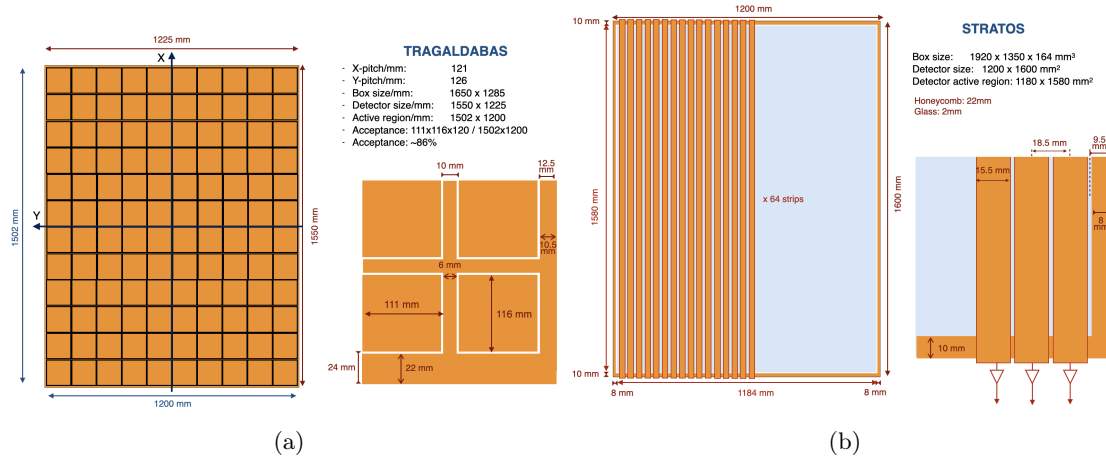 1225 mm
X
Y
1502 mm
1550 mm
1200 mm
TRAGALDABAS
- X-pitch/mm: 121
- Y-pitch/mm: 126
- Box size/mm: 1650 x 1285
- Detector size/mm: 1550 x 1225
- Active region/mm: 1502 x 1200
- Acceptance: 111x116x120 / 1502x1200
- Acceptance: ~86%
10 mm
12.5 mm
10.5 mm
6 mm
111 mm
116 mm
24 mm
22 mm
(a)
1200 mm
10 mm
1580 mm
x 64 strips
1600 mm
10 mm
8 mm
1184 mm
8 mm
STRATOS
Box size: 1920 x 1350 x 164 mm³
Detector size: 1200 x 1600 mm²
Detector active region: 1180 x 1580 mm²
Honeycomb: 22mm
Glass: 2mm
18.5 mm
9.5 mm
15.5 mm
8 mm
10 mm
(b)